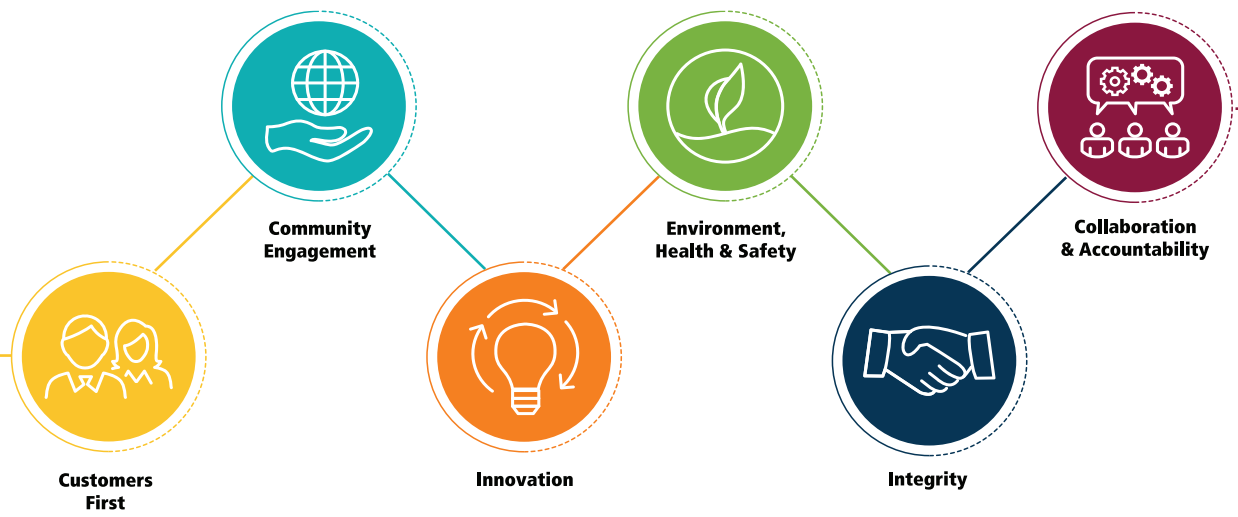 Customers
First
Community
Engagement
Innovation
Environment,
Health & Safety
Integrity
Collaboration
& Accountability